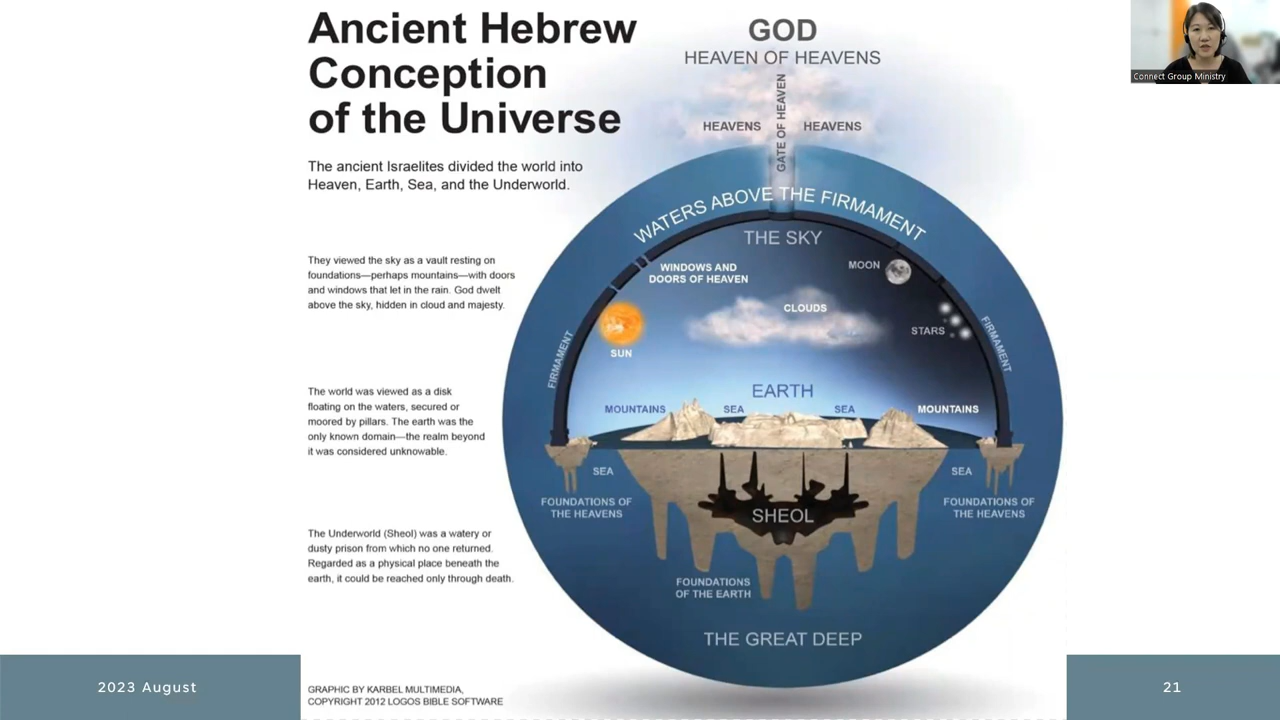 Ancient Hebrew
Conception
of the Universe
The ancient Israelites divided the world into
Heaven, Earth, Sea, and the Underworld.
They viewed the sky as a vault resting on
foundations—perhaps mountains—with doors
and windows that let in the rain. God dwelt
above the sky, hidden in cloud and majesty.
The world was viewed as a disk
floating on the waters, secured or
moored by pillars. The earth was the
only known domain—the realm beyond
it was considered unknowable.
The Underworld (Sheol) was a watery or
dusty prison from which no one returned.
Regarded as a physical place beneath the
earth, it could be reached only through death.
GRAPHIC BY KARBEL MULTIMEDIA,
COPYRIGHT 2012 LOGOS BIBLE SOFTWARE
GOD
HEAVEN OF HEAVENS
GATE OF HEAVEN
HEAVENS
HEAVENS
WATERS ABOVE THE FIRMAMENT
THE SKY
WINDOWS AND
DOORS OF HEAVEN
MOON
CLOUDS
STARS
SUN
FIRMAMENT
FIRMAMENT
EARTH
MOUNTAINS
SEA
SEA
MOUNTAINS
SEA
SEA
FOUNDATIONS OF
THE HEAVENS
FOUNDATIONS OF
THE HEAVENS
SHEOL
FOUNDATIONS
OF THE EARTH
THE GREAT DEEP
Connect Group Ministry
2023 August
21